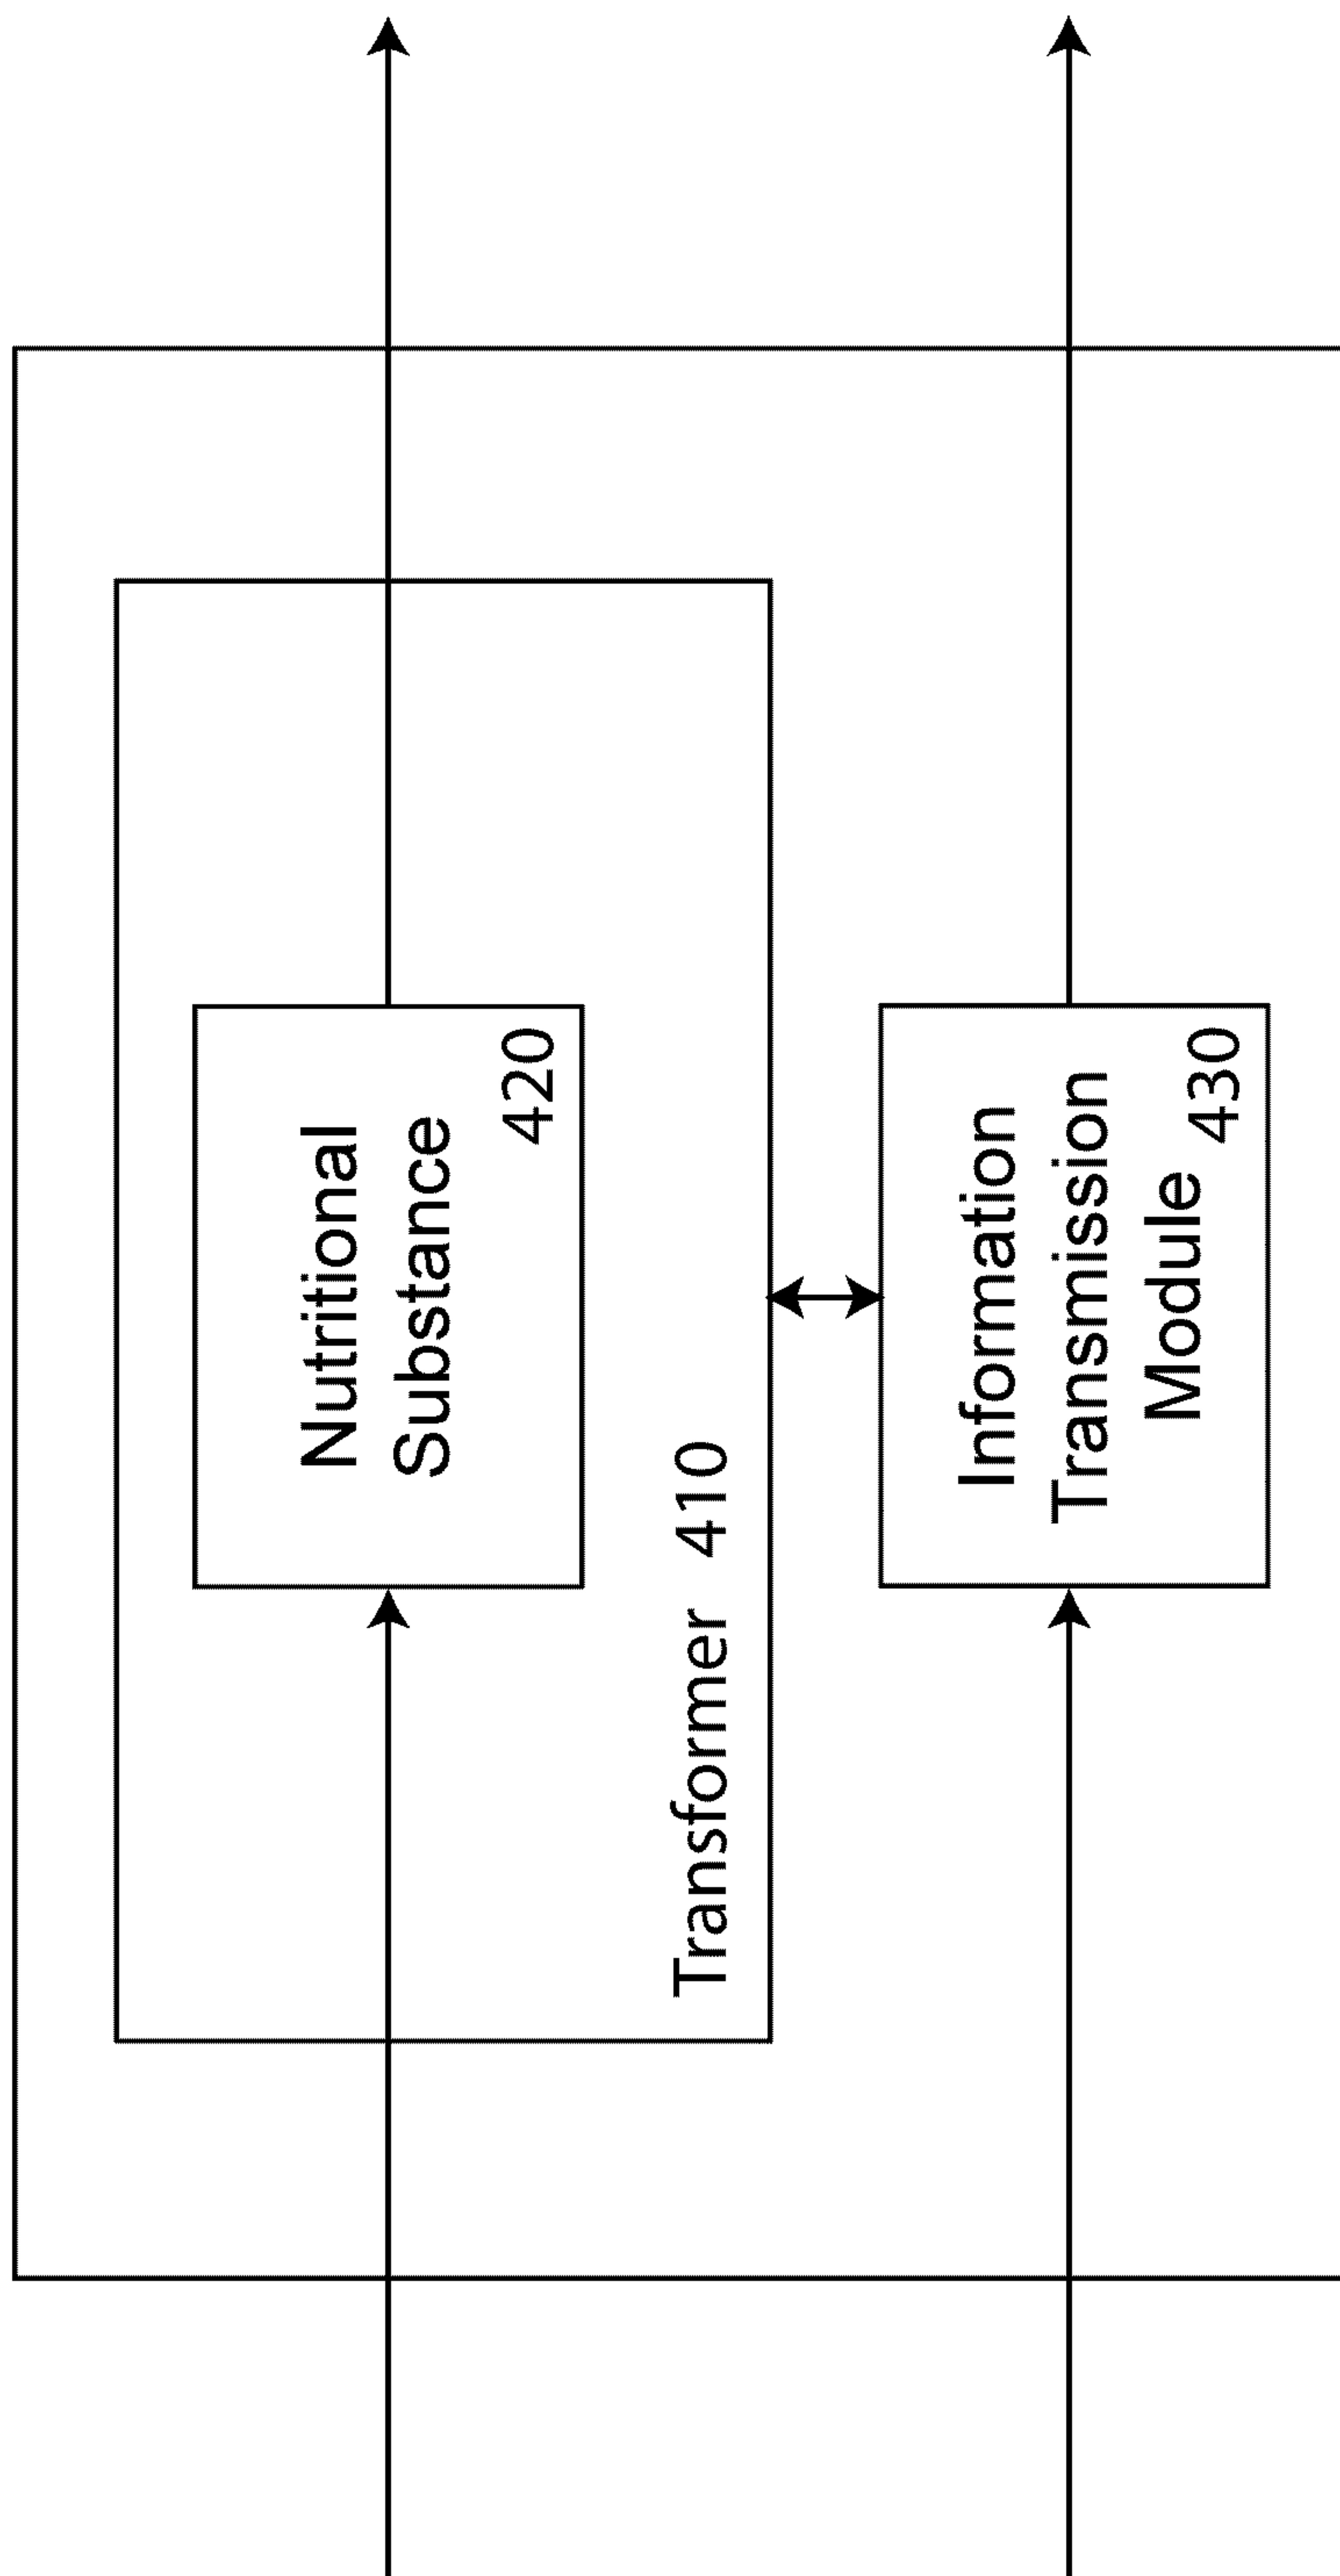 Nutritional
Substance
420
Transformer 410
Information
Transmission
Module
430